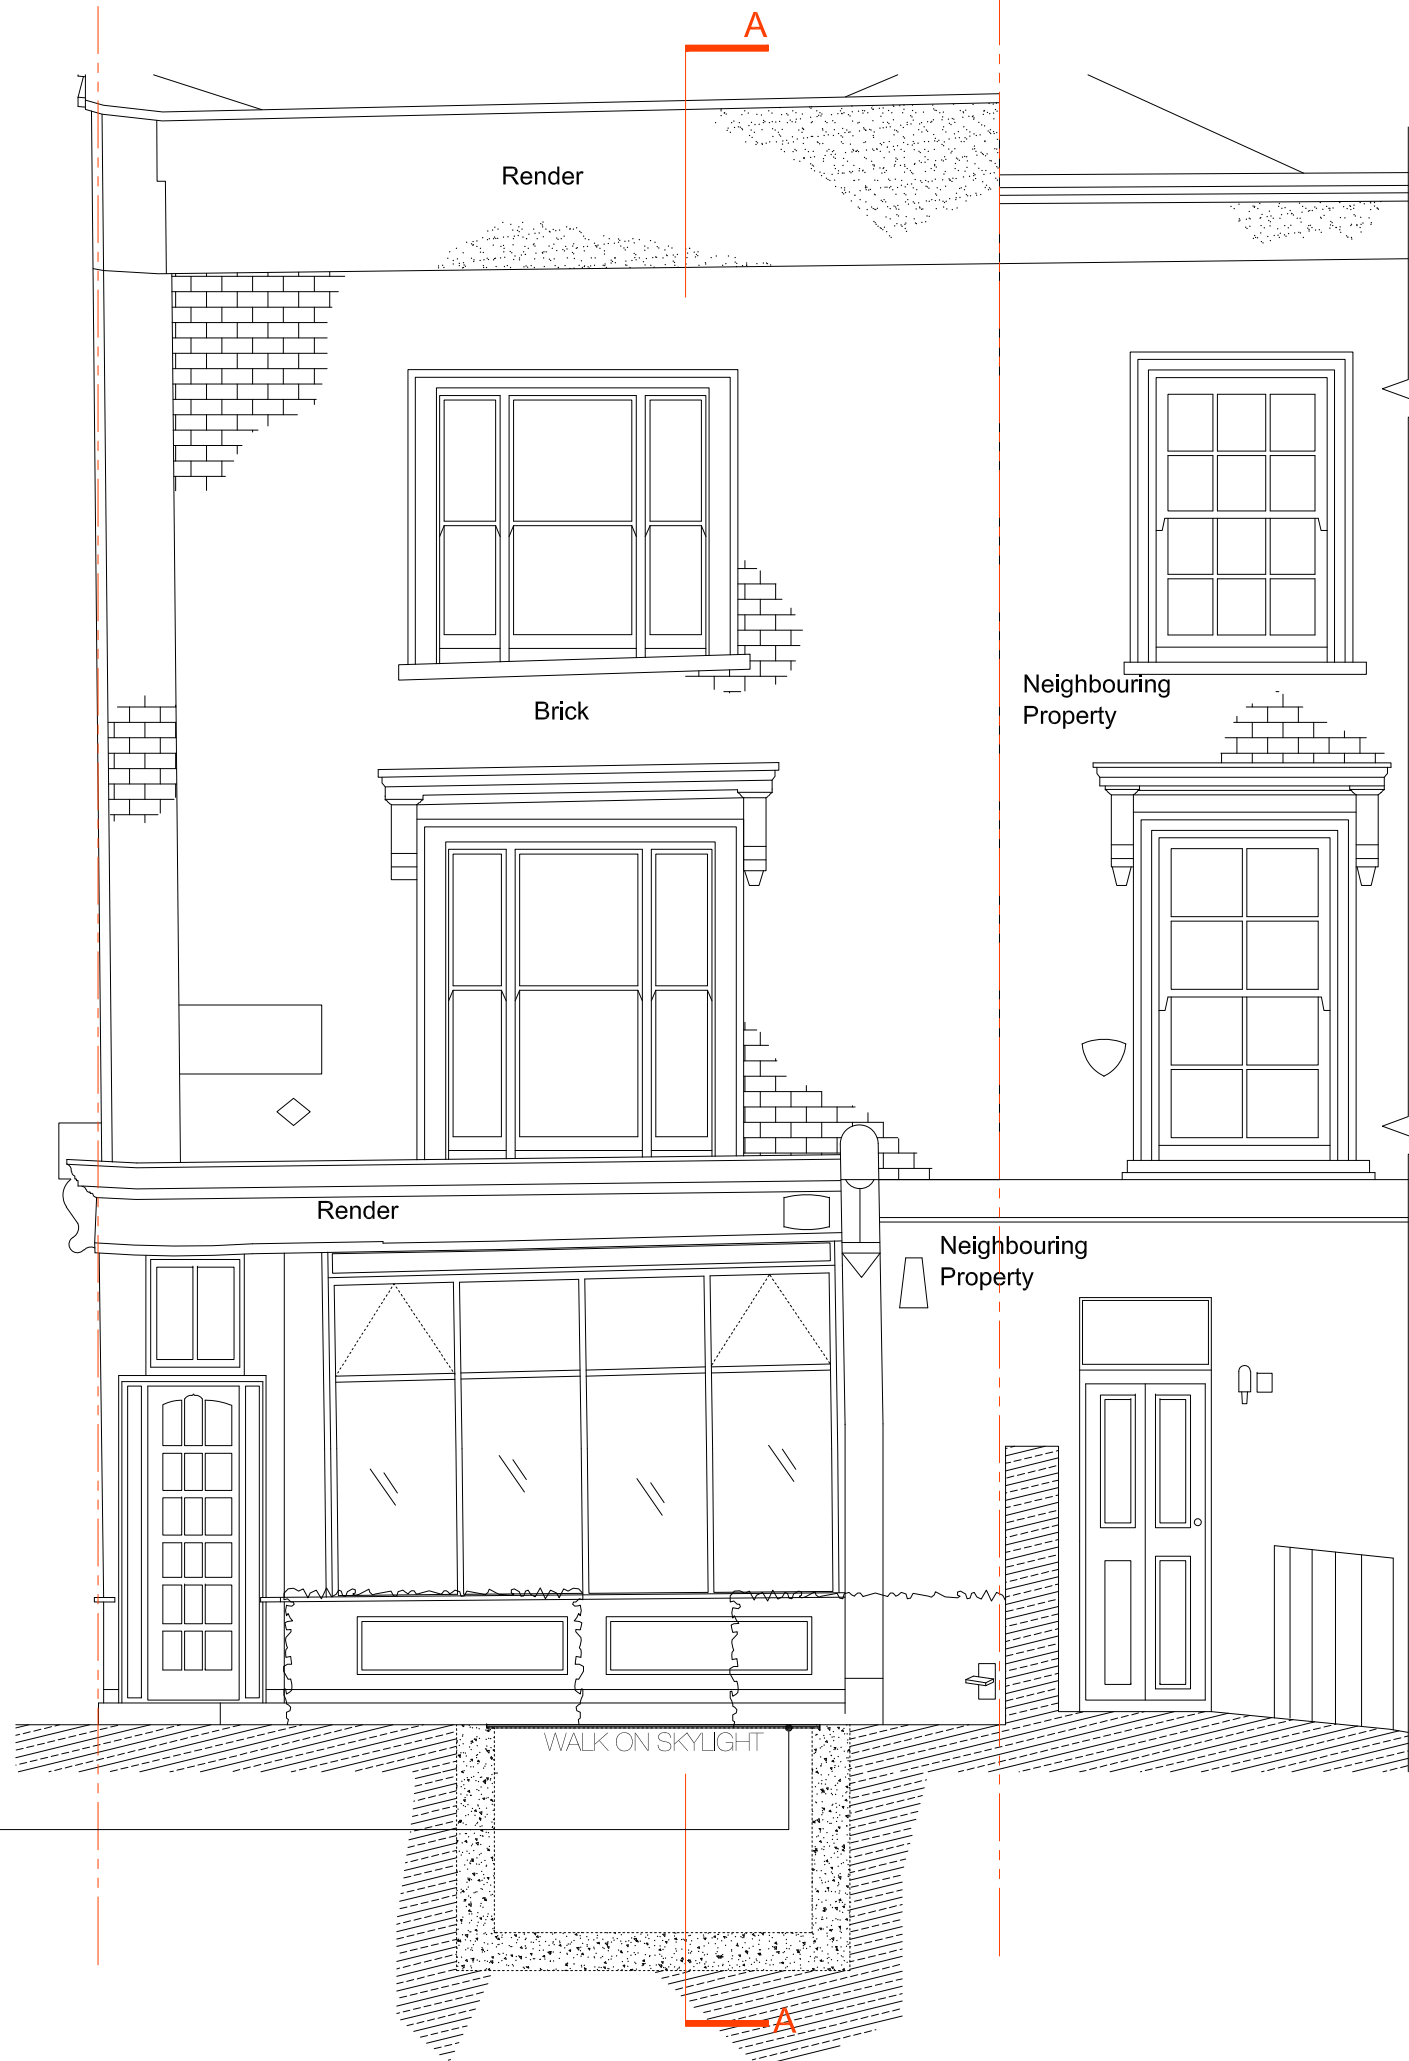 A
Render
Neighbouring
Property
Brick
Render
Neighbouring
Property
WALK ON SKYLIGHT
A